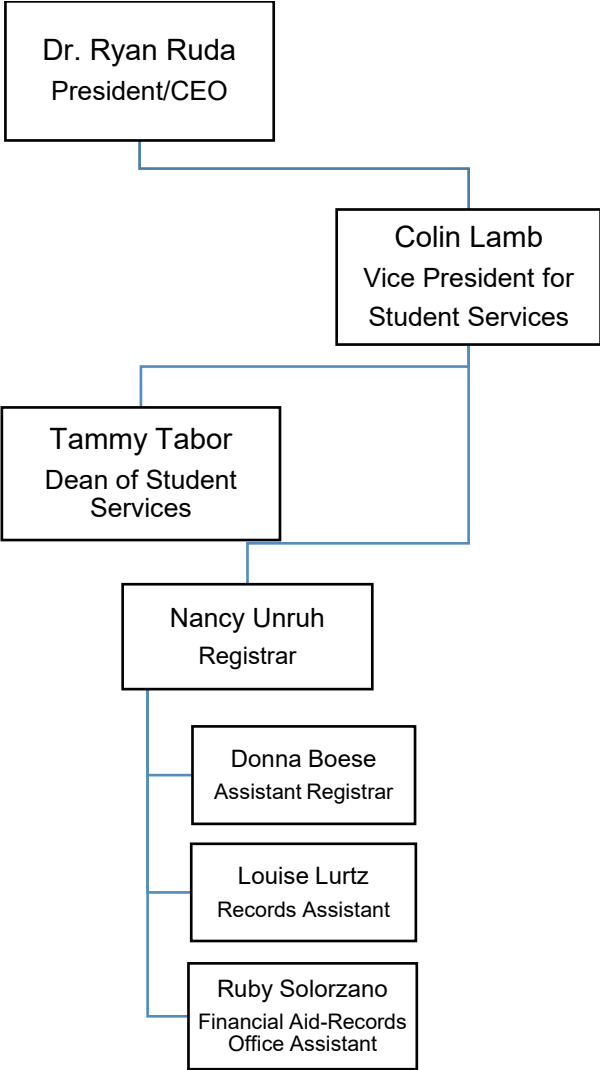 Dr. Ryan Ruda
President/CEO
Colin Lamb
Vice President for
Student Services
Tammy Tabor
Dean of Student
Services
Nancy Unruh
Registrar
Donna Boese
Assistant Registrar
Louise Lurtz
Records Assistant
Ruby Solorzano
Financial Aid-Records
Office Assistant